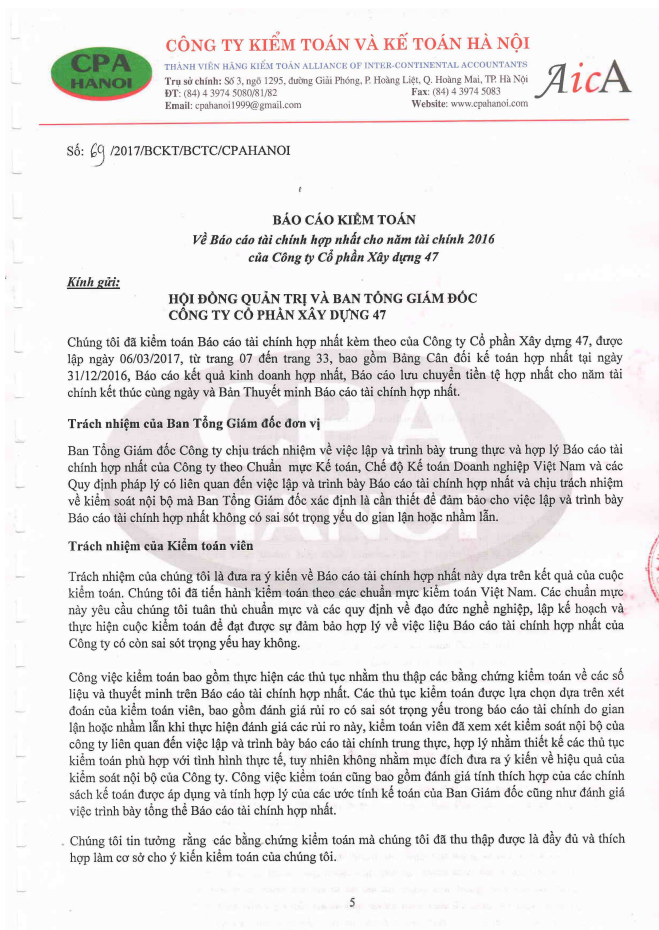 CPA
HANOI
CÔNG TY KIỂM TOÁN VÀ KẾ TOÁN HÀ NỘI
THÀNH VIÊN HÃNG KIỂM TOÁN ALLIANCE OF INTER-CONTINENTAL ACCOUNTANTS
Trụ sở chính: Số 3, ngõ 1295, đường Giải Phóng, P. Hoàng Liệt, Q. Hoàng Mai, TP. Hà Nội
ĐT: (84) 4 3974 5080/81/82 Fax: (84) 4 3974 5083
Email: cpahanoi1999@gmail.com Website: www.cpahanoi.com
AicA
Số: 69 /2017/BCKT/BCTC/CPAHANOI
BÁO CÁO KIỂM TOÁN
Về Báo cáo tài chính hợp nhất cho năm tài chính 2016
của Công ty Cổ phần Xây dựng 47
Kính gửi:
HỘI ĐỒNG QUẢN TRỊ VÀ BAN TỔNG GIÁM ĐỐC
CÔNG TY CỔ PHẦN XÂY DỰNG 47
Chúng tôi đã kiểm toán Báo cáo tài chính hợp nhất kèm theo của Công ty Cổ phần Xây dựng 47, được
lập ngày 06/03/2017, từ trang 07 đến trang 33, bao gồm Bảng Cân đối kế toán hợp nhất tại ngày
31/12/2016, Báo cáo kết quả kinh doanh hợp nhất, Báo cáo lưu chuyển tiền tệ hợp nhất cho năm tài
chính kết thúc cùng ngày và Bản Thuyết minh Báo cáo tài chính hợp nhất.
Trách nhiệm của Ban Tổng Giám đốc đơn vị
Ban Tổng Giám đốc Công ty chịu trách nhiệm về việc lập và trình bày trung thực và hợp lý Báo cáo tài
chính hợp nhất của Công ty theo Chuẩn mực Kế toán, Chế độ Kế toán Doanh nghiệp Việt Nam và các
Quy định pháp lý có liên quan đến việc lập và trình bày Báo cáo tài chính hợp nhất và chịu trách nhiệm
về kiểm soát nội bộ mà Ban Tổng Giám đốc xác định là cần thiết để đảm bảo cho việc lập và trình bày
Báo cáo tài chính hợp nhất không có sai sót trọng yếu do gian lận hoặc nhầm lẫn.
Trách nhiệm của Kiểm toán viên
Trách nhiệm của chúng tôi là đưa ra ý kiến về Báo cáo tài chính hợp nhất này dựa trên kết quả của cuộc
kiểm toán. Chúng tôi đã tiến hành kiểm toán theo các chuẩn mực kiểm toán Việt Nam. Các chuẩn mực
này yêu cầu chúng tôi tuân thủ chuẩn mực và các quy định về đạo đức nghề nghiệp, lập kế hoạch và
thực hiện cuộc kiểm toán để đạt được sự đảm bảo hợp lý về việc liệu Báo cáo tài chính hợp nhất của
Công ty có còn sai sót trọng yếu hay không.
Công việc kiểm toán bao gồm thực hiện các thủ tục nhằm thu thập các bằng chứng kiểm toán về các số
liệu và thuyết minh trên Báo cáo tài chính hợp nhất. Các thủ tục kiểm toán được lựa chọn dựa trên xét
đoán của kiểm toán viên, bao gồm đánh giá rủi ro có sai sót trọng yếu trong báo cáo tài chính do gian
lận hoặc nhầm lẫn khi thực hiện đánh giá các rủi ro này, kiểm toán viên đã xem xét kiểm soát nội bộ của
công ty liên quan đến việc lập và trình bày báo cáo tài chính trung thực, hợp lý nhằm thiết kế các thủ tục
kiểm toán phù hợp với tình hình thực tế, tuy nhiên không nhằm mục đích đưa ra ý kiến về hiệu quả của
kiểm soát nội bộ của Công ty. Công việc kiểm toán cũng bao gồm đánh giá tính thích hợp của các chính
sách kế toán được áp dụng và tính hợp lý của các ước tính kế toán của Ban Giám đốc cũng như đánh giá
việc trình bày tổng thể Báo cáo tài chính hợp nhất.
Chúng tôi tin tưởng rằng các bằng chứng kiểm toán mà chúng tôi đã thu thập được là đầy đủ và thích
hợp làm cơ sở cho ý kiến kiểm toán của chúng tôi.
5